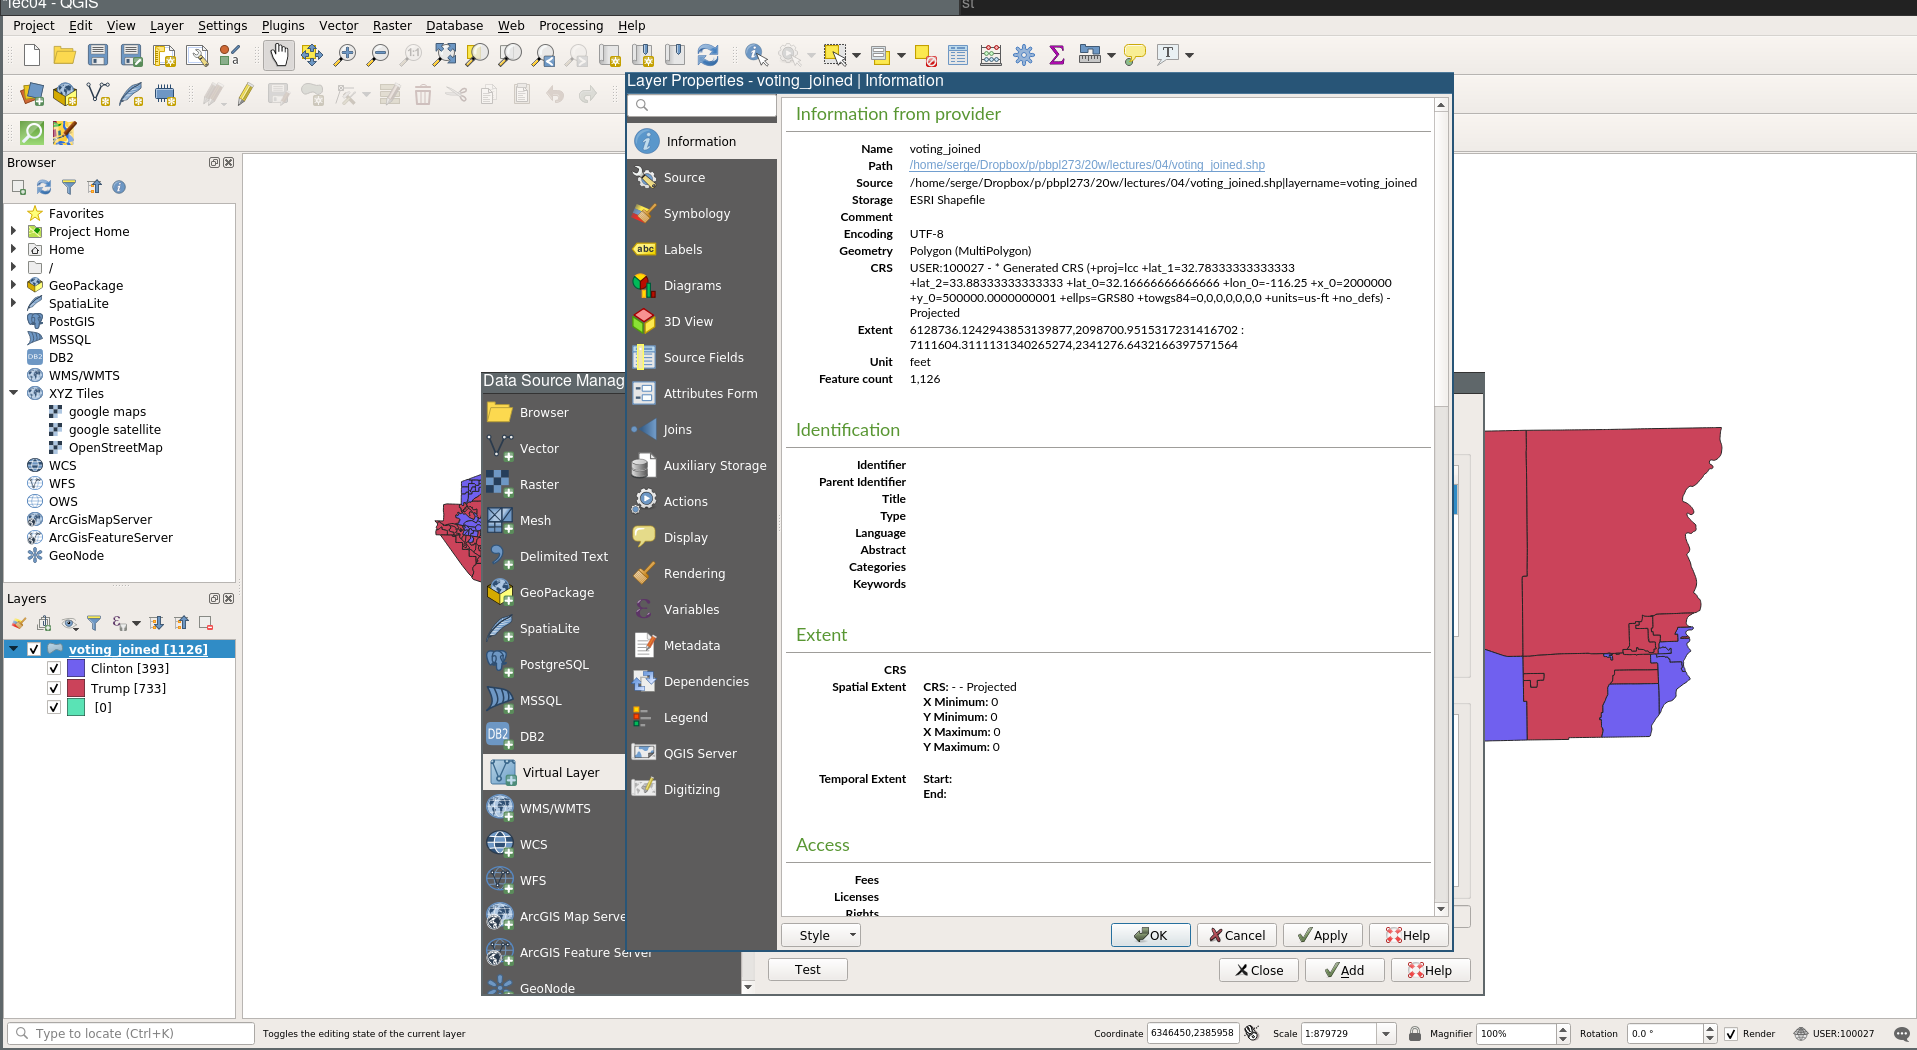 *lec04 - QGIS
st
Project Edit View Layer Settings Plugins Vector Raster Database Web Processing Help
Layer Properties - voting_joined | Information
Browser
Favorites
Project Home
Home
/
GeoPackage
SpatiaLite
PostGIS
MSSQL
DB2
WMS/WMTS
XYZ Tiles
google maps
google satellite
OpenStreetMap
WCS
WFS
OWS
ArcGisMapServer
ArcGisFeatureServer
GeoNode
Layers
voting_joined [1126]
Clinton [393]
Trump [733]
[0]
Data Source Manag
Browser
Vector
Raster
Mesh
Delimited Text
GeoPackage
SpatiaLite
PostgreSQL
MSSQL
DB2
Virtual Layer
WMS/WMTS
WCS
WFS
ArcGIS Map Serve
ArcGIS Feature Server
GeoNode
Information
Source
Symbology
abc Labels
Diagrams
3D View
Source Fields
Attributes Form
Joins
Auxiliary Storage
Actions
Display
Rendering
Variables
Metadata
Dependencies
Legend
QGIS Server
Digitizing
Information from provider
Name voting_joined
Path /home/serge/Dropbox/p/pbpl273/20w/lectures/04/voting_joined.shp
Source /home/serge/Dropbox/p/pbpl273/20w/lectures/04/voting_joined.shp|layername=voting_joined
Storage ESRI Shapefile
Comment
Encoding UTF-8
Geometry Polygon (MultiPolygon)
CRS USER:100027 - * Generated CRS (+proj=lcc +lat_1=32.78333333333333
+lat_2=33.88333333333333 +lat_0=32.16666666666666 +lon_0=-116.25 +x_0=2000000
+y_0=500000.0000000001 +ellps=GRS80 +towgs84=0,0,0,0,0,0,0 +units=us-ft +no_defs) -
Projected
Extent 6128736.1242943853139877,2098700.9515317231416702 :
7111604.3111131340265274,2341276.6432166397571564
Unit feet
Feature count 1,126
Identification
Identifier
Parent Identifier
Title
Type
Language
Abstract
Categories
Keywords
Extent
CRS
Spatial Extent CRS: - - Projected
X Minimum: 0
Y Minimum: 0
X Maximum: 0
Y Maximum: 0
Temporal Extent Start:
End:
Access
Fees
Licenses
Rights
Style OK Cancel Apply Help
Test Close Add Help
Type to locate (Ctrl+K) Toggles the editing state of the current layer Coordinate 6346450,2385958 Scale 1:879729 Magnifier 100% Rotation 0.0 ° Render USER:100027